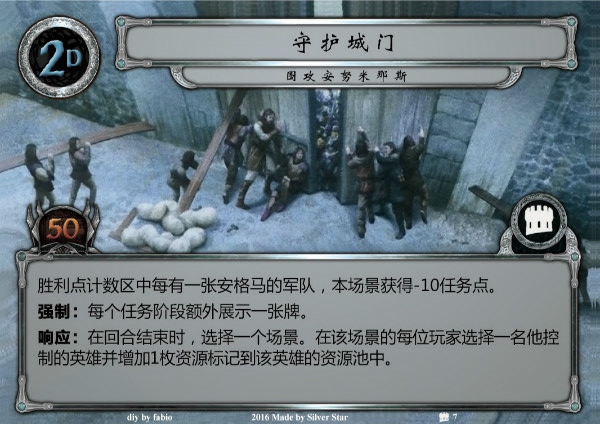 守护城门
围攻安努米那斯
2D
50
胜利点计数区中每有一张安格马的军队，本场景获得-10任务点。
强制：每个任务阶段额外展示一张牌。
响应：在回合结束时，选择一个场景。在该场景的每位玩家选择一名他控
制的英雄并增加1枚资源标记到该英雄的资源池中。
diy by fabio 2016 Made by Silver Star 7